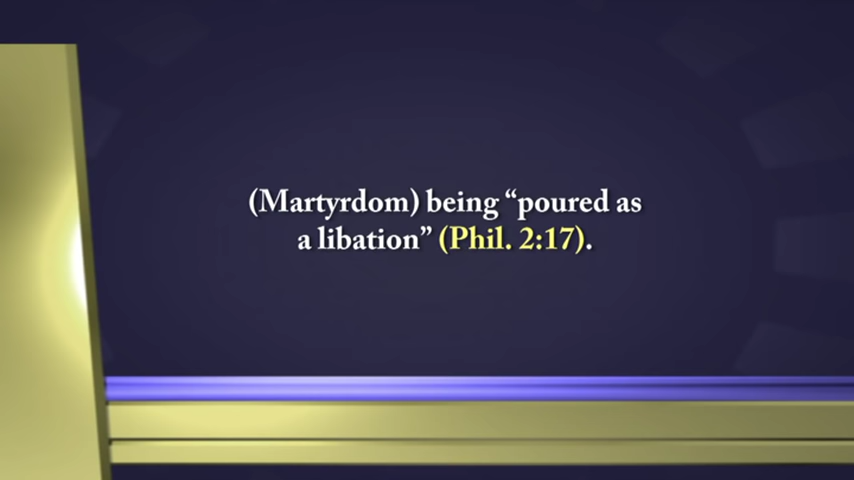 (Martyrdom) being “poured as
a libation” (Phil. 2:17).